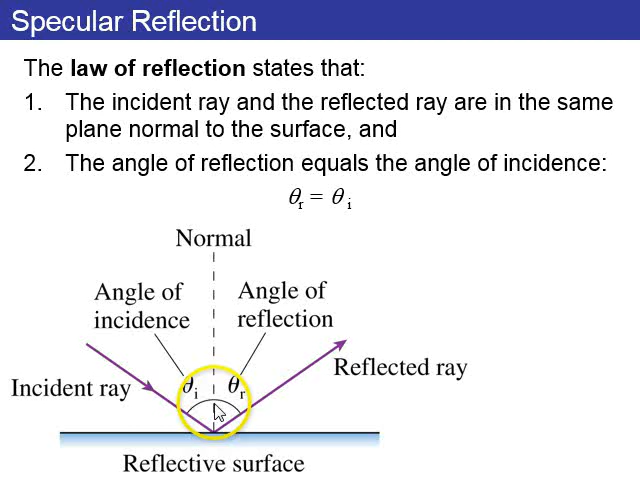 Specular Reflection
The law of reflection states that:
1. The incident ray and the reflected ray are in the same
plane normal to the surface, and
2. The angle of reflection equals the angle of incidence:
θr = θi
Normal
Angle of
incidence
Angle of
reflection
Reflected ray
Incident ray
θi
θr
Reflective surface